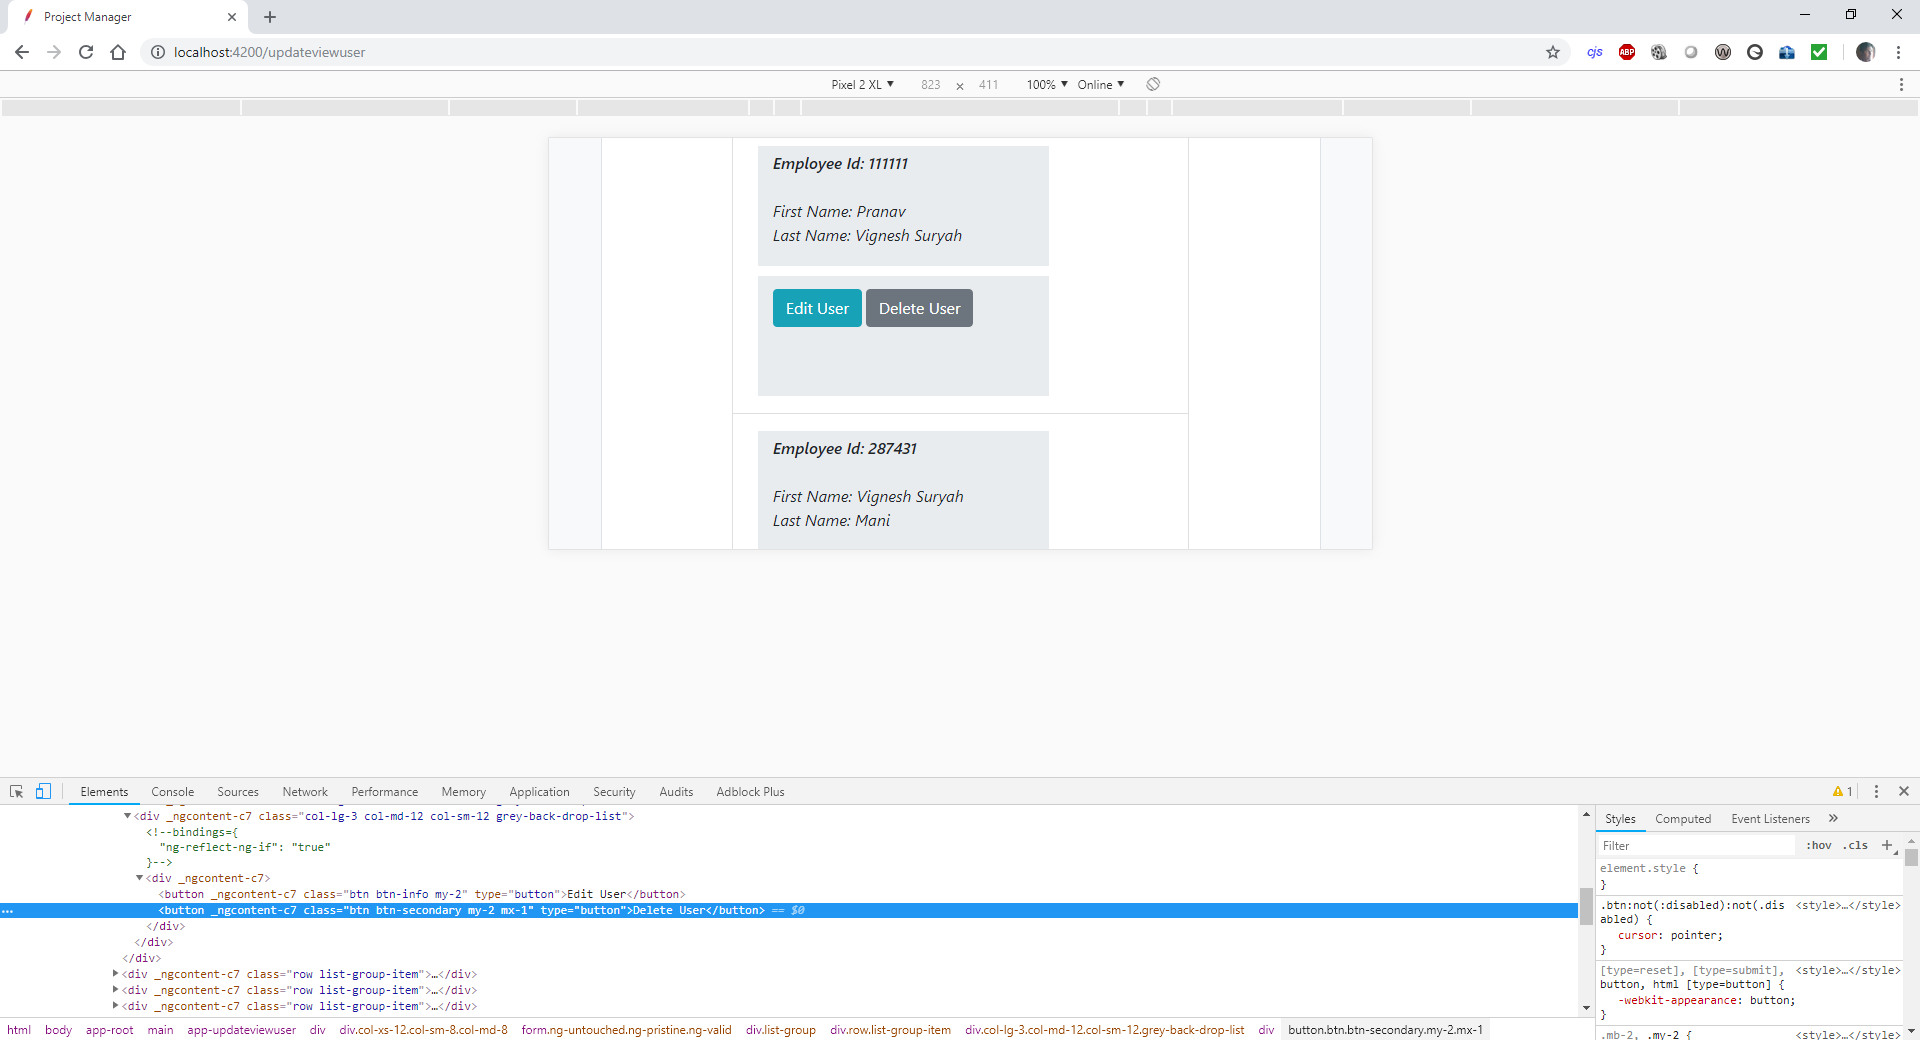 Project Manager
localhost:4200/updateviewuser
cjs ABP
Pixel 2 XL ▼ 823 × 411 100% ▼ Online ▼
Employee Id: 111111
First Name: Pranav
Last Name: Vignesh Suryah
Edit User Delete User
Employee Id: 287431
First Name: Vignesh Suryah
Last Name: Mani
Elements Console Sources Network Performance Memory Application Security Audits Adblock Plus 1
▼<div _ngcontent-c7 class="col-lg-3 col-md-12 col-sm-12 grey-back-drop-list">
<!--bindings={
"ng-reflect-ng-if": "true"
}-->
▼<div _ngcontent-c7>
<button _ngcontent-c7 class="btn btn-info my-2" type="button">Edit User</button>
… <button _ngcontent-c7 class="btn btn-secondary my-2 mx-1" type="button">Delete User</button> == $0
</div>
</div>
</div>
▶<div _ngcontent-c7 class="row list-group-item">…</div>
▶<div _ngcontent-c7 class="row list-group-item">…</div>
▶<div _ngcontent-c7 class="row list-group-item">…</div>
html body app-root main app-updateviewuser div div.col-xs-12.col-sm-8.col-md-8 form.ng-untouched.ng-pristine.ng-valid div.list-group div.row.list-group-item div.col-lg-3.col-md-12.col-sm-12.grey-back-drop-list div button.btn.btn-secondary.my-2.mx-1
Styles Computed Event Listeners »
Filter :hov .cls +
element.style {
}
.btn:not(:disabled):not(.dis <style>…</style>
abled) {
cursor: pointer;
}
[type=reset], [type=submit], <style>…</style>
button, html [type=button] {
-webkit-appearance: button;
}
.mb-2, .my-2 { <style>…</style>